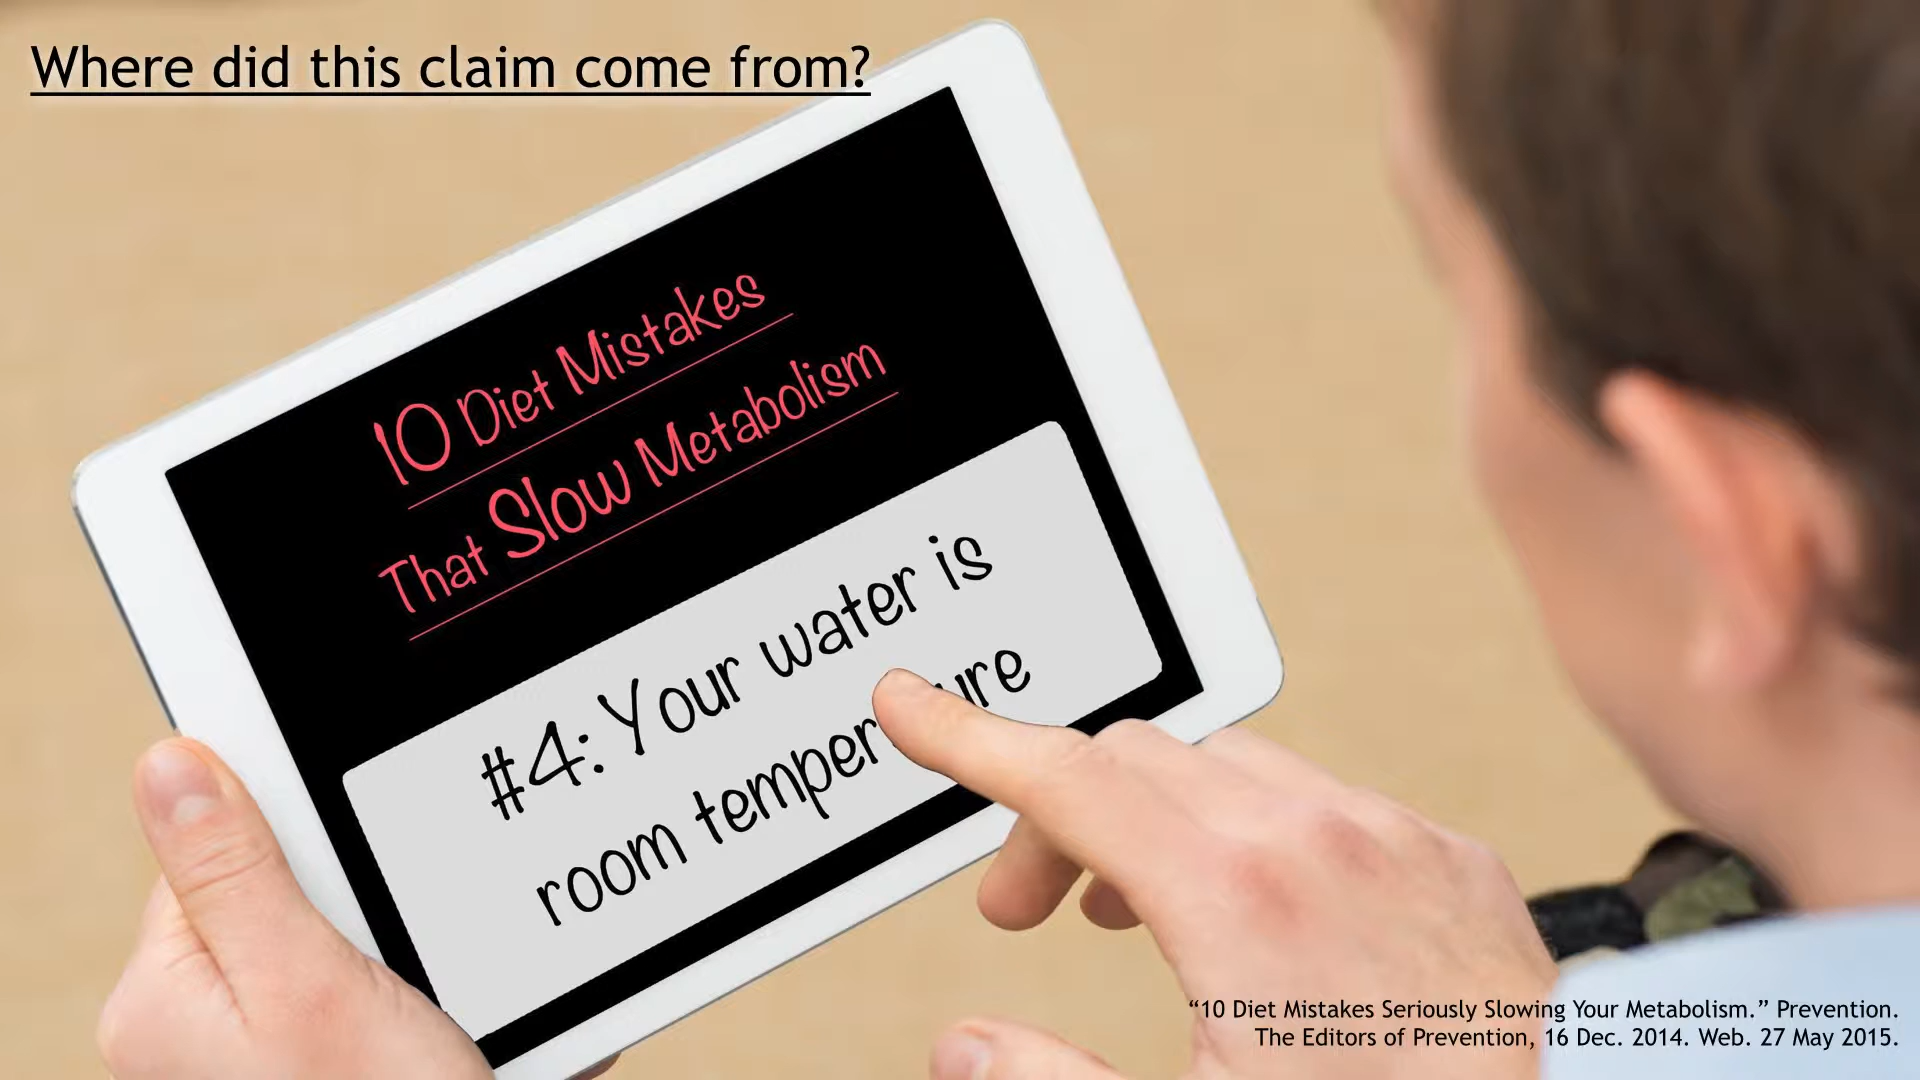 Where did this claim come from?
10 Diet Mistakes
That Slow Metabolism
#4: Your water is
room temper ure
“10 Diet Mistakes Seriously Slowing Your Metabolism.” Prevention.
The Editors of Prevention, 16 Dec. 2014. Web. 27 May 2015.